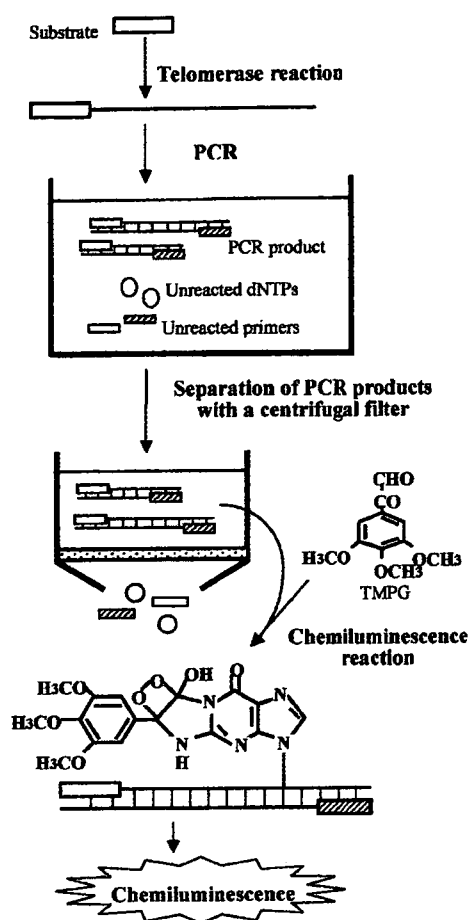 Substrate
Telomerase reaction
PCR
PCR product
Unreacted dNTPs
Unreacted primers
Separation of PCR products
with a centrifugal filter
CHO
CO
H3CO
OCH3
OCH3
TMPG
Chemiluminescence
reaction
O
OH
O
O
N
N
H3CO
H3CO
H3CO
N
H
N
N
Chemiluminescence